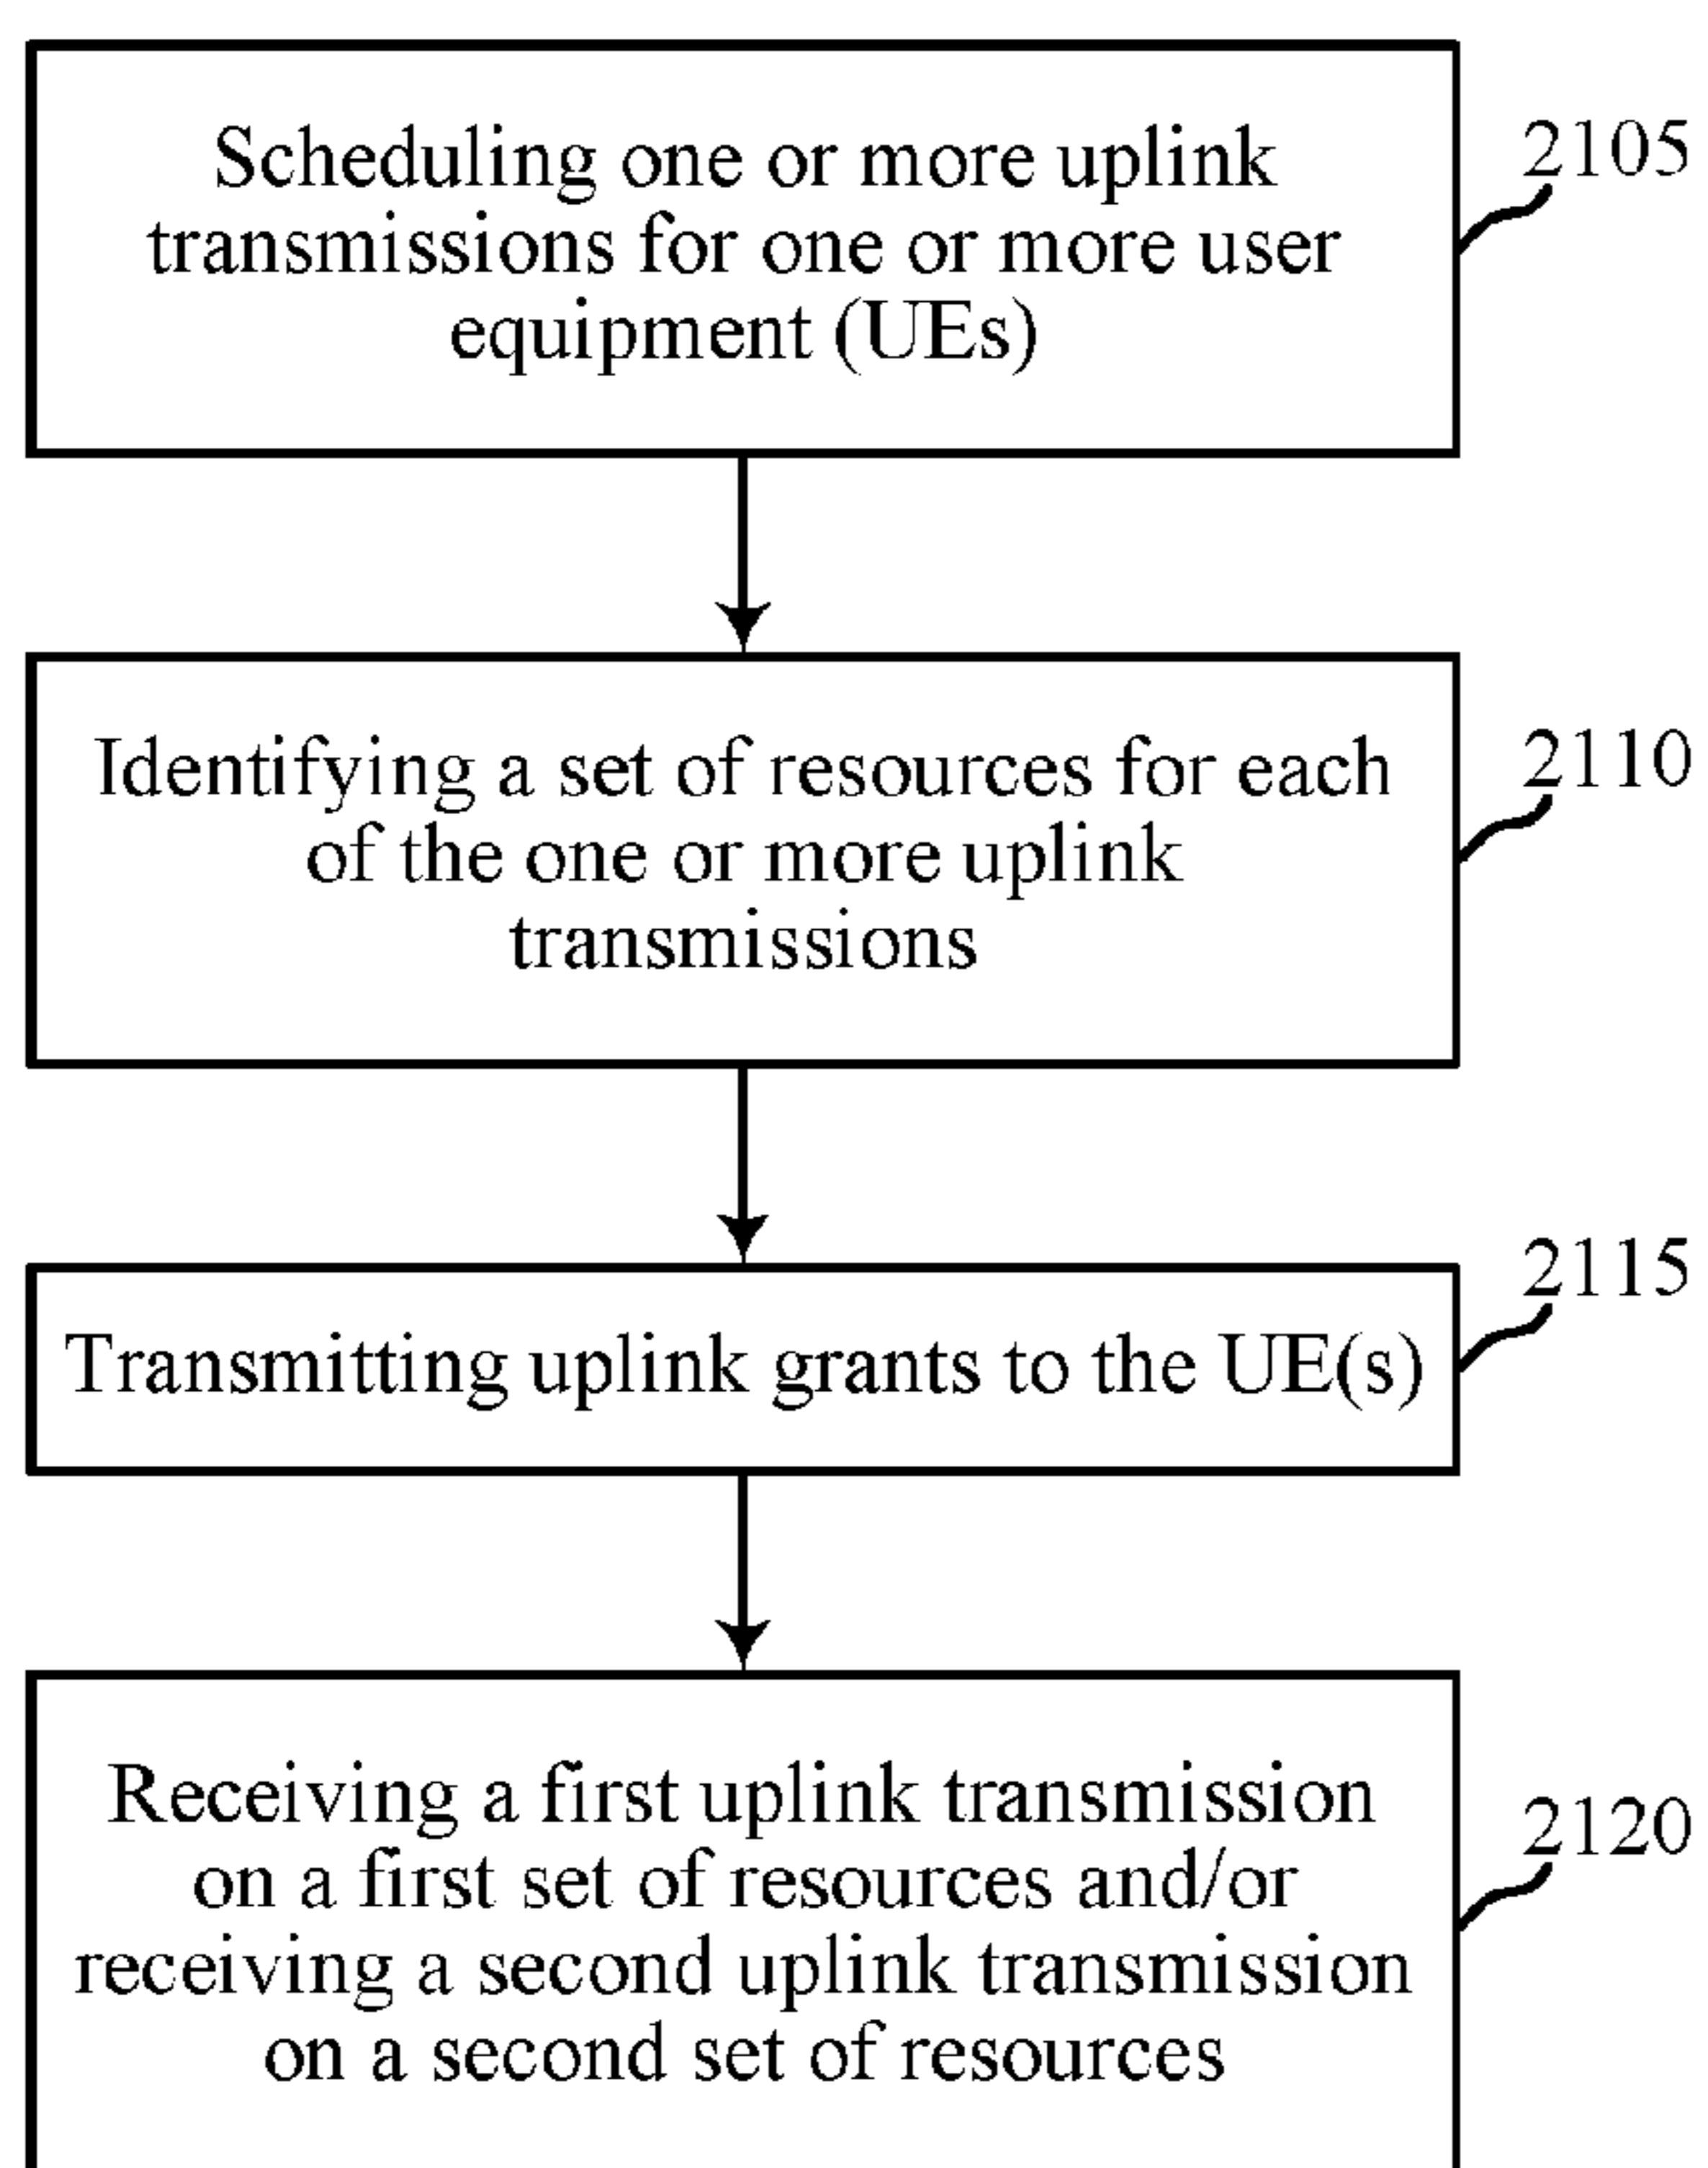 Scheduling one or more uplink
transmissions for one or more user
equipment (UEs)
2105
Identifying a set of resources for each
of the one or more uplink
transmissions
2110
Transmitting uplink grants to the UE(s)
2115
Receiving a first uplink transmission
on a first set of resources and/or
receiving a second uplink transmission
on a second set of resources
2120